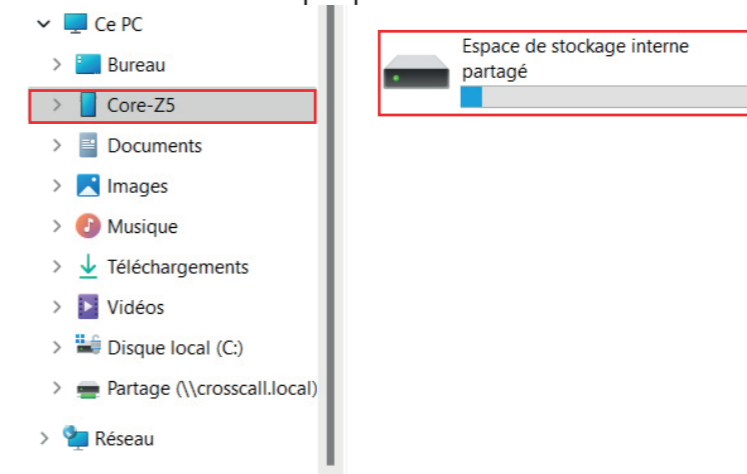 Ce PC
Bureau
Core-Z5
Documents
Images
Musique
Téléchargements
Vidéos
Disque local (C:)
Partage (\\crosscall.local)
Réseau
Espace de stockage interne
partagé